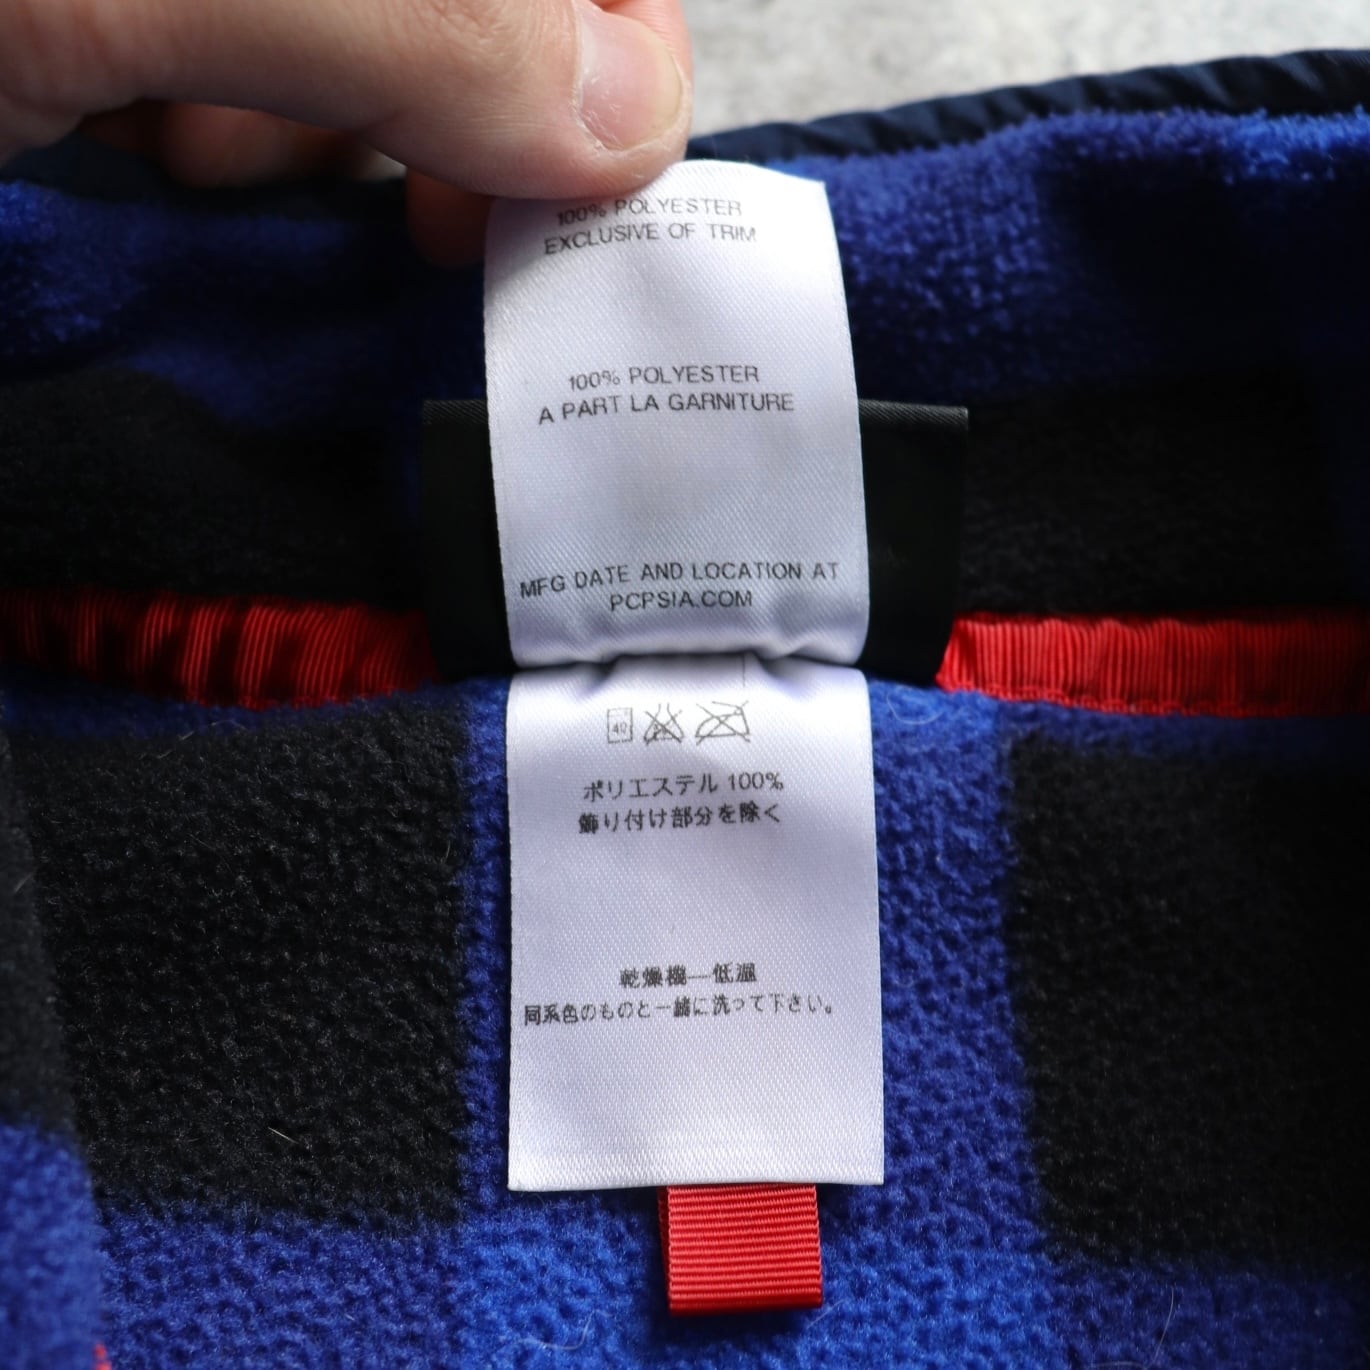 100% POLYESTER
EXCLUSIVE OF TRIM
100% POLYESTER
A PART LA GARNITURE
MFG DATE AND LOCATION AT
PCPSIA.COM
40
ポリエステル 100%
飾り付け部分を除く
乾燥機—低温
同系色のものと一緒に洗って下さい。